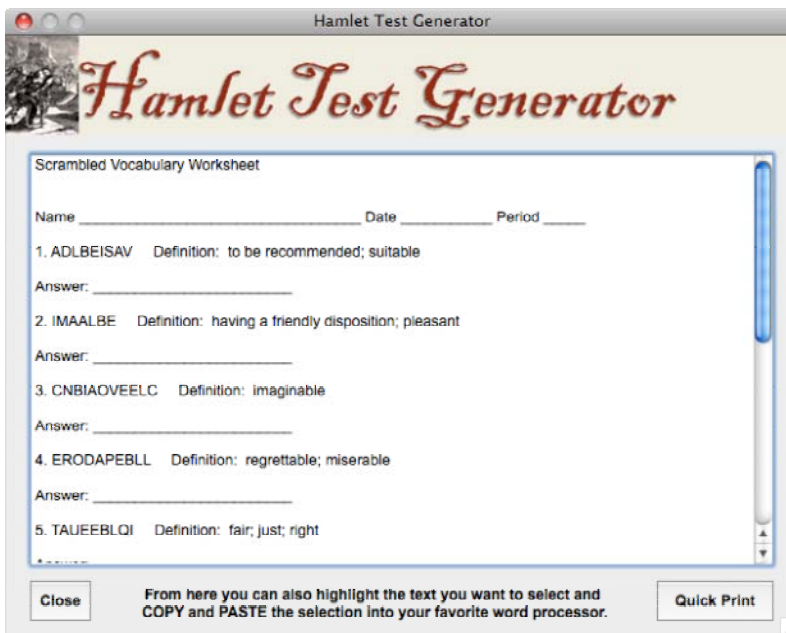 Hamlet Test Generator
Hamlet Test Generator
Scrambled Vocabulary Worksheet
Name ______________________________ Date __________ Period _____
1. ADLBEISAV Definition: to be recommended; suitable
Answer: ______________________
2. IMAALBE Definition: having a friendly disposition; pleasant
Answer: ______________________
3. CNBIAOVEELC Definition: imaginable
Answer: ______________________
4. ERODAPEBLL Definition: regrettable; miserable
Answer: ______________________
5. TAUEEBLQI Definition: fair; just; right
Close
From here you can also highlight the text you want to select and
COPY and PASTE the selection into your favorite word processor.
Quick Print